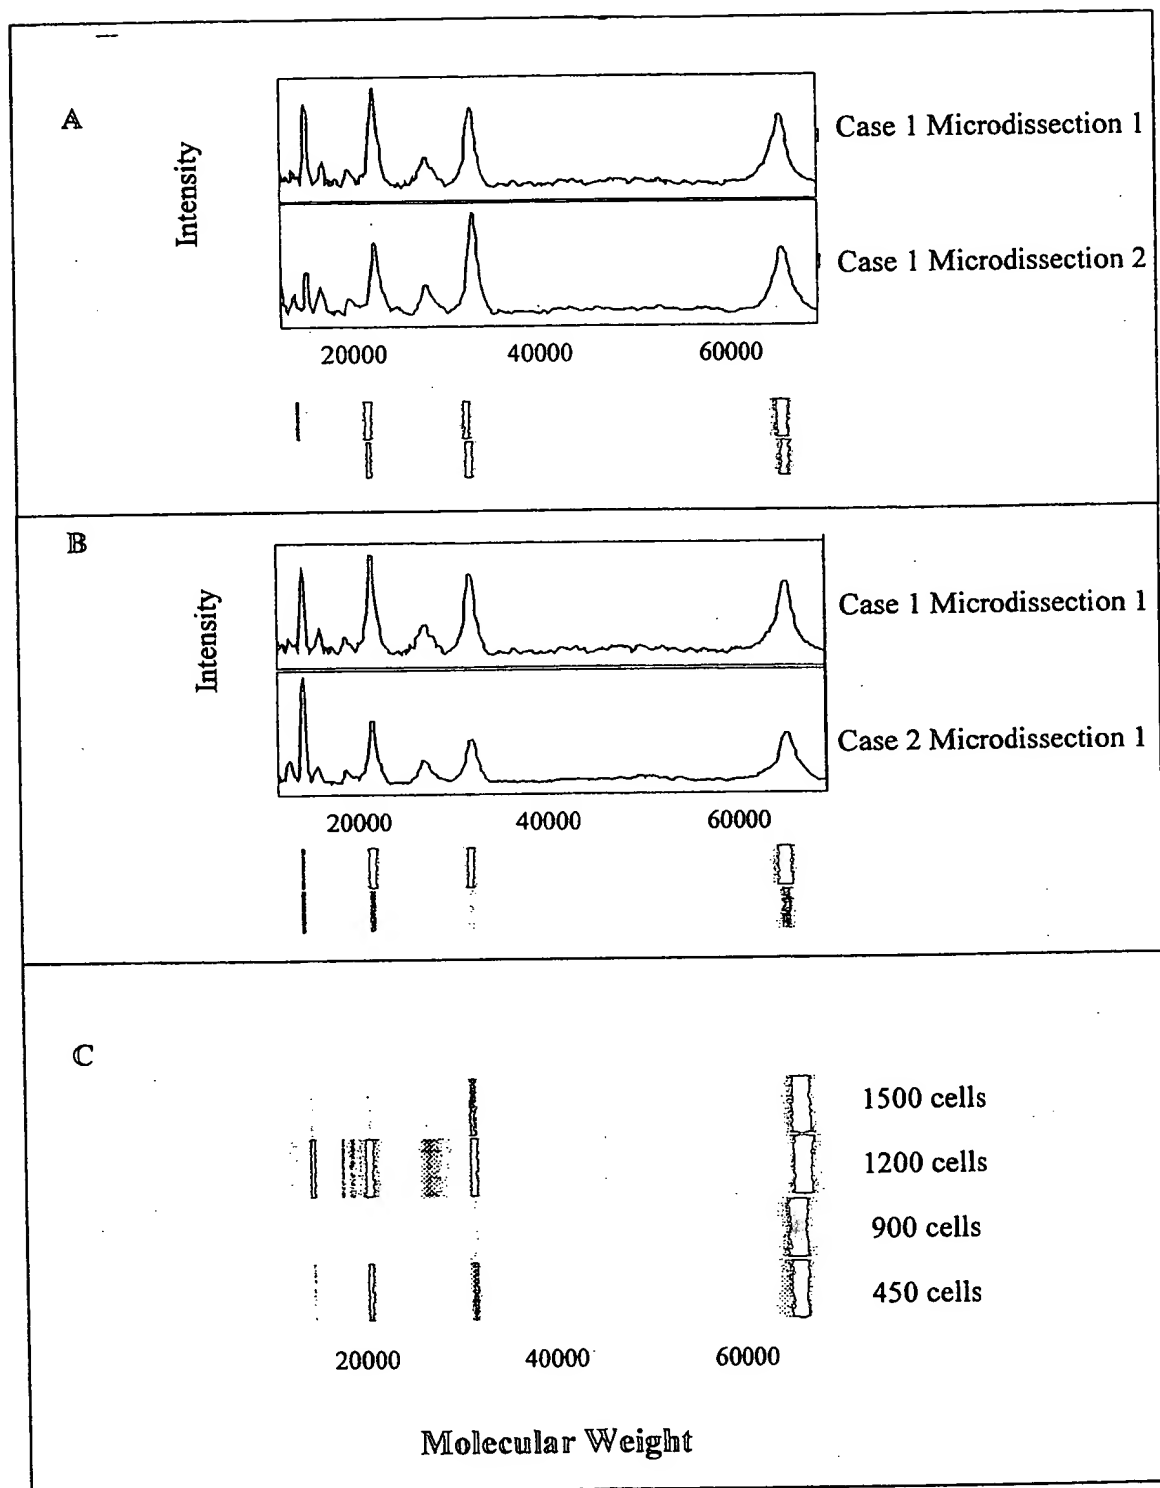 A
Intensity
Case 1 Microdissection 1
Case 1 Microdissection 2
20000 40000 60000
B
Intensity
Case 1 Microdissection 1
Case 2 Microdissection 1
20000 40000 60000
C
1500 cells
1200 cells
900 cells
450 cells
20000 40000 60000
Molecular Weight